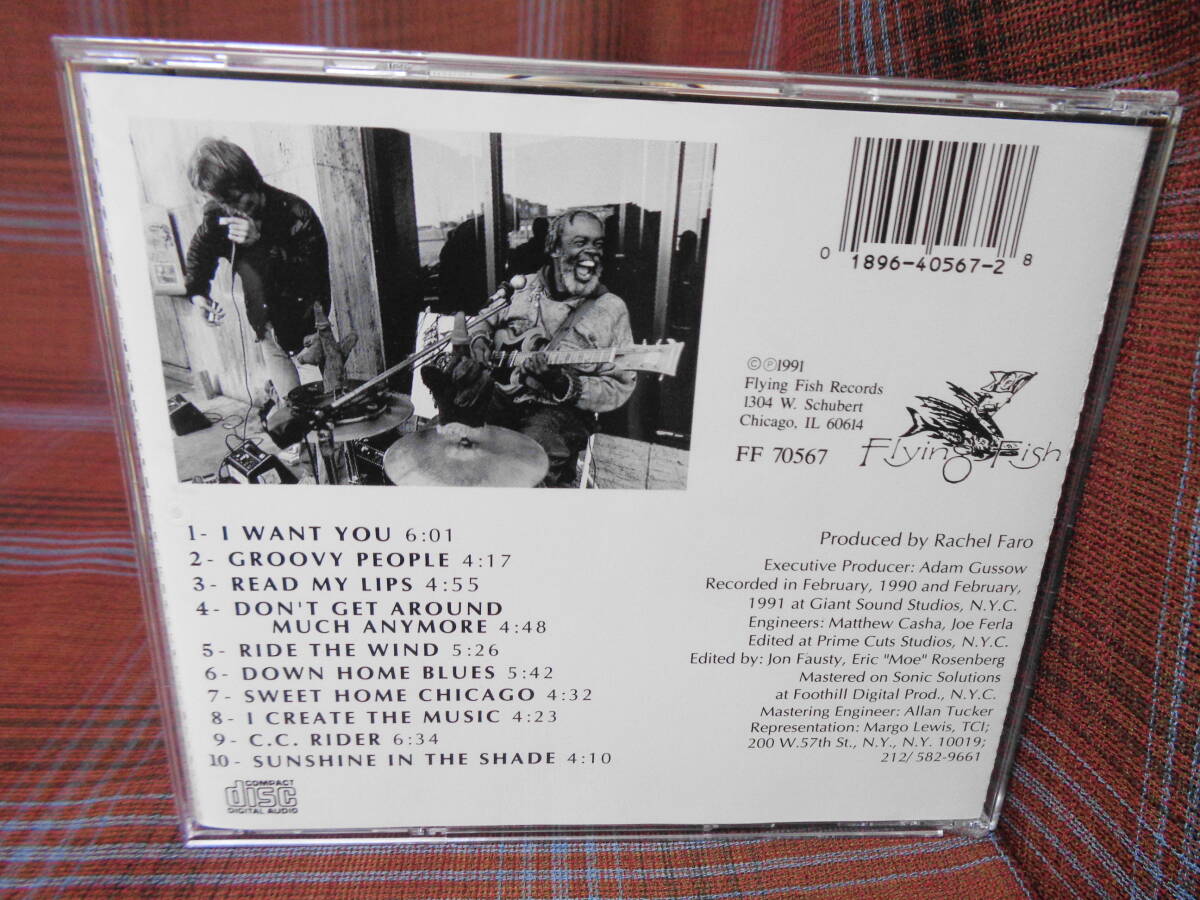 0
1896-40567-2
8
©℗1991
Flying Fish Records
1304 W. Schubert
Chicago, IL 60614
FF 70567
Flying Fish
1- I WANT YOU 6:01
2- GROOVY PEOPLE 4:17
3- READ MY LIPS 4:55
4- DON'T GET AROUND
MUCH ANYMORE 4:48
5- RIDE THE WIND 5:26
6- DOWN HOME BLUES 5:42
7- SWEET HOME CHICAGO 4:32
8- I CREATE THE MUSIC 4:23
9- C.C. RIDER 6:34
10- SUNSHINE IN THE SHADE 4:10
COMPACT
disc
DIGITAL AUDIO
Produced by Rachel Faro
Executive Producer: Adam Gussow
Recorded in February, 1990 and February,
1991 at Giant Sound Studios, N.Y.C.
Engineers: Matthew Casha, Joe Ferla
Edited at Prime Cuts Studios, N.Y.C.
Edited by: Jon Fausty, Eric "Moe" Rosenberg
Mastered on Sonic Solutions
at Foothill Digital Prod., N.Y.C.
Mastering Engineer: Allan Tucker
Representation: Margo Lewis, TCI;
200 W.57th St., N.Y., N.Y. 10019;
212/ 582-9661